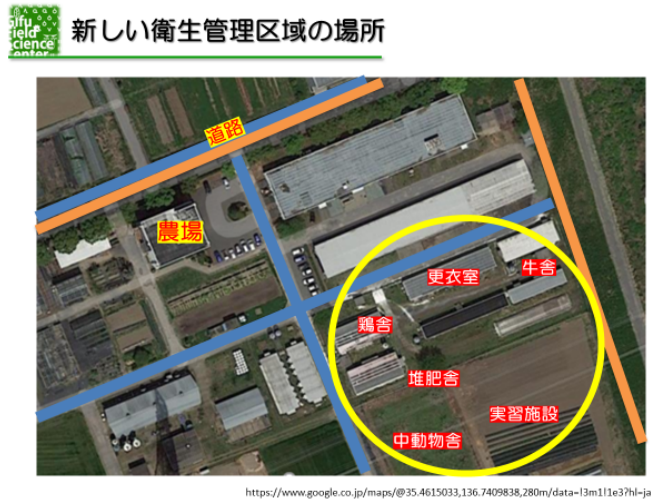 Gifu
Field
Science
Center
新しい衛生管理区域の場所
道路
農場
更衣室
牛舎
鶏舎
堆肥舎
実習施設
中動物舎
https://www.google.co.jp/maps/@35.4615033,136.7409838,280m/data=!3m1!1e3?hl=ja